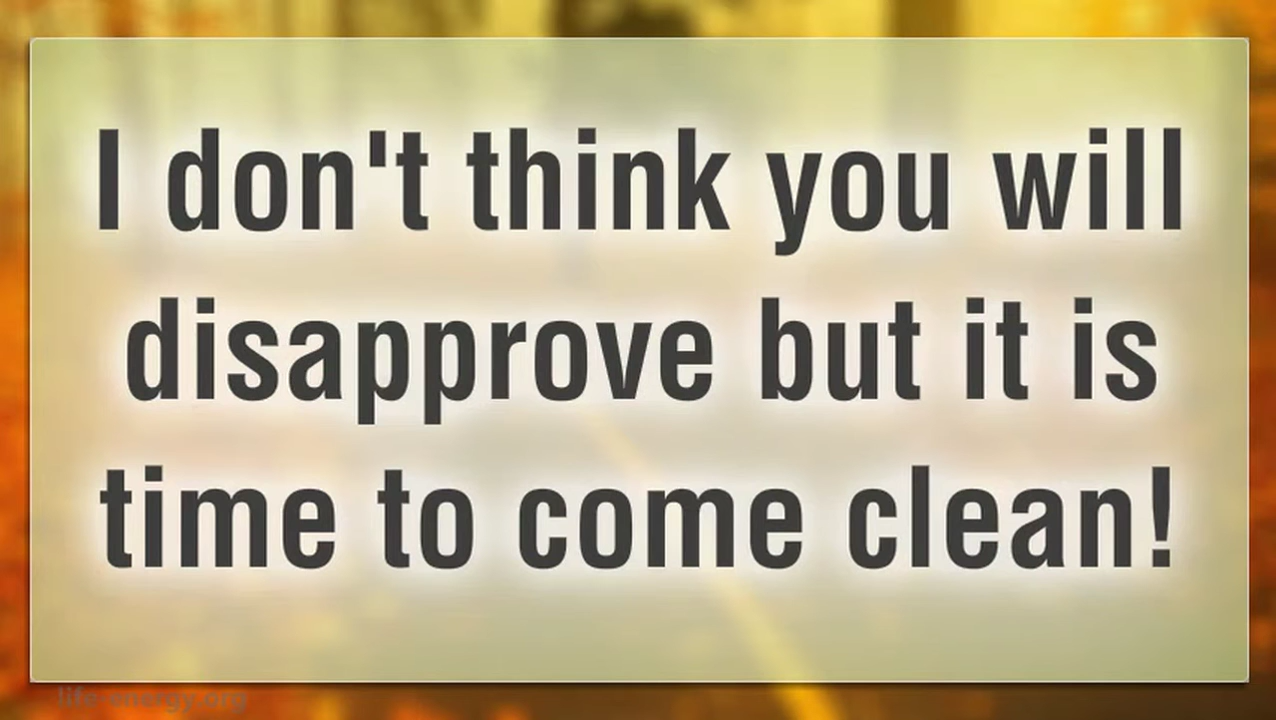 I don't think you will
disapprove but it is
time to come clean!
life-energy.org